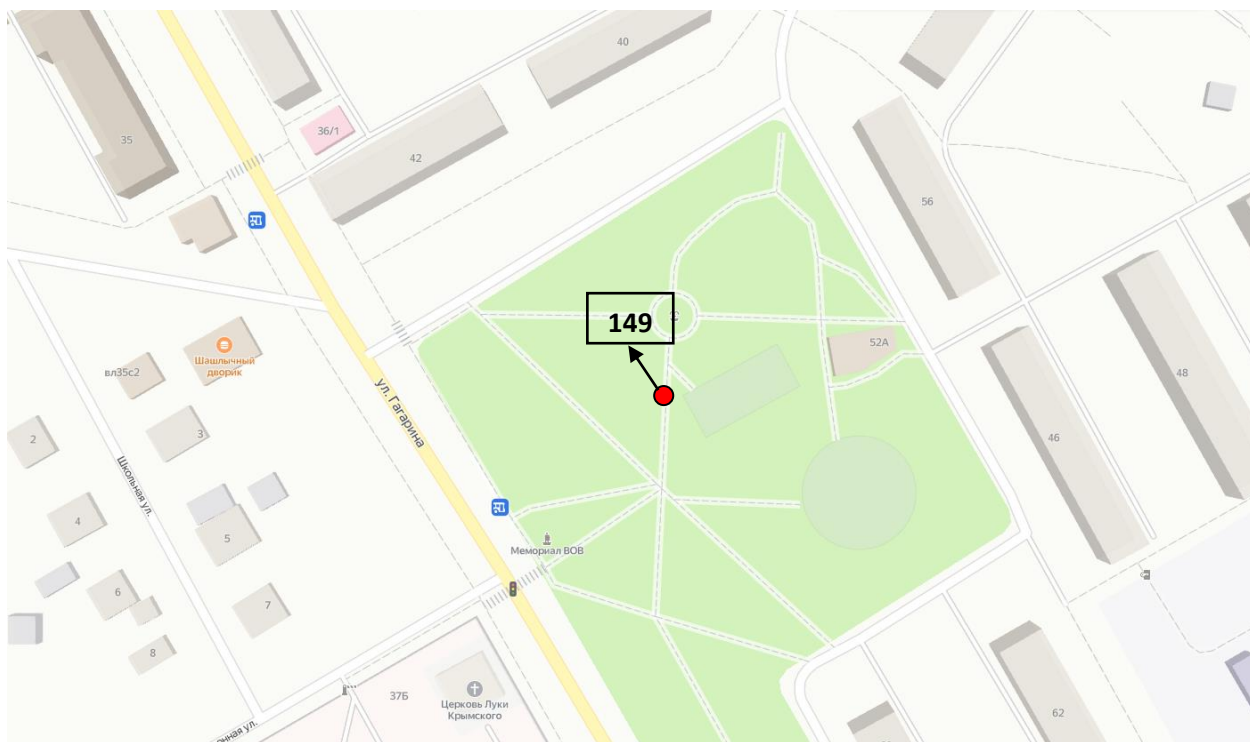 40
35
36/1
42
56
149
52А
Шашлычный
дворик
вл35с2
48
ул. Гагарина
2
3
46
Школьная ул.
4
5
Мемориал ВОВ
6
7
8
37Б
Церковь Луки
Крымского
62